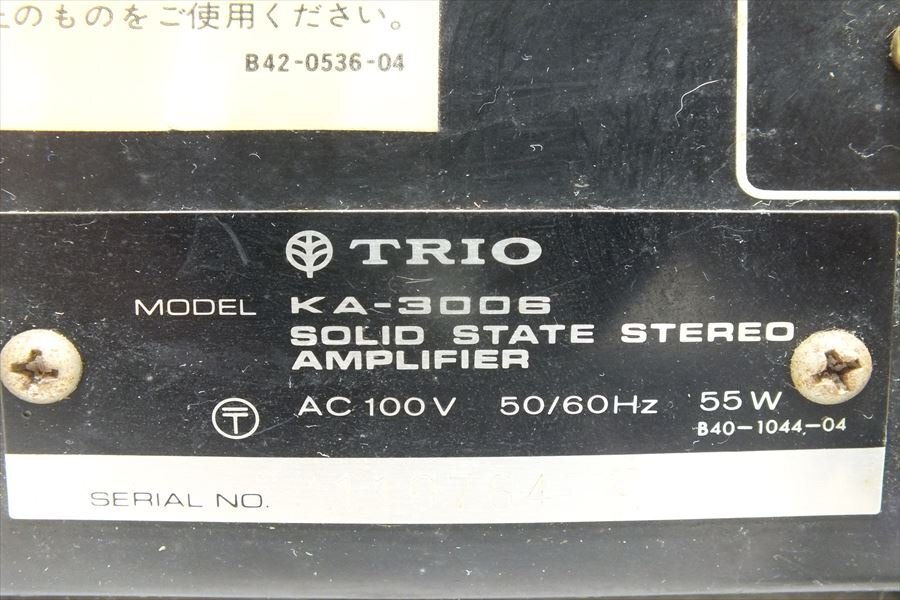 のものをご使用ください。
B42-0536-04
TRIO
MODEL KA-3006
SOLID STATE STEREO
AMPLIFIER
AC 100V 50/60Hz 55W
B40-1044-04
SERIAL NO.